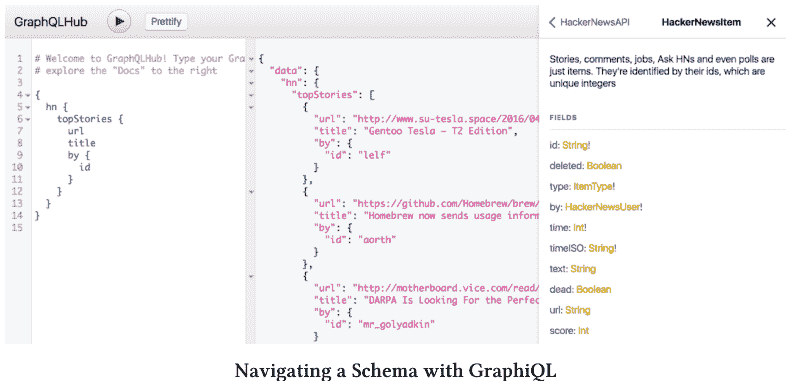 GraphQLHub
Prettify
1 # Welcome to GraphQLHub! Type your Gra
2 # explore the "Docs" to the right
3
4 {
5 hn {
6 topStories {
7 url
8 title
9 by {
10 id
11 }
12 }
13 }
14 }
15
{
"data": {
"hn": {
"topStories": [
{
"url": "http://www.su-tesla.space/2016/04
"title": "Gentoo Tesla – T2 Edition",
"by": {
"id": "lelf"
}
},
{
"url": "https://github.com/Homebrew/brew/
"title": "Homebrew now sends usage inform
"by": {
"id": "aorth"
}
},
{
"url": "http://motherboard.vice.com/read/
"title": "DARPA Is Looking For the Perfec
"by": {
"id": "mr_golyadkin"
}
HackerNewsAPI
HackerNewsItem
Stories, comments, jobs, Ask HNs and even polls are
just items. They're identified by their ids, which are
unique integers
FIELDS
id: String!
deleted: Boolean
type: ItemType!
by: HackerNewsUser!
time: Int!
timeISO: String!
text: String
dead: Boolean
url: String
score: Int
Navigating a Schema with GraphiQL